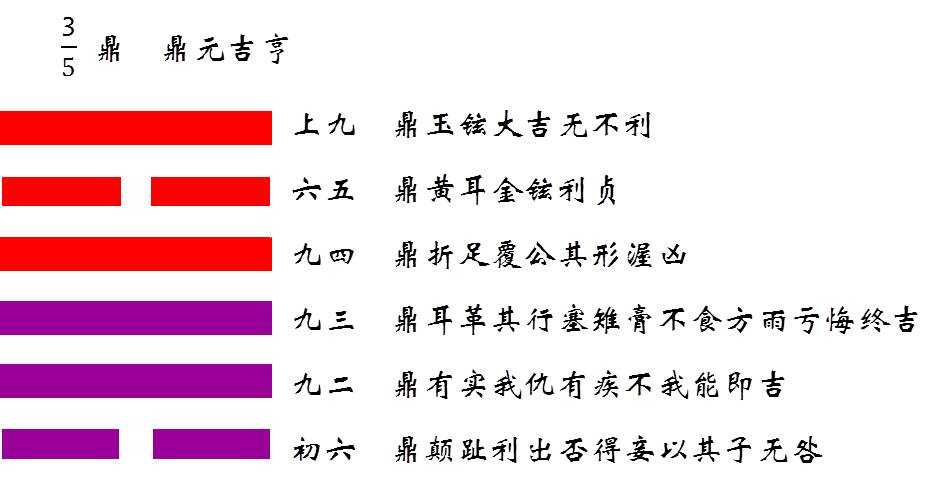 3/5 鼎 鼎元吉亨
上九 鼎玉铉大吉无不利
六五 鼎黄耳金铉利贞
九四 鼎折足覆公其形渥凶
九三 鼎耳革其行塞雉膏不食方雨亏悔终吉
九二 鼎有实我仇有疾不我能即吉
初六 鼎颠趾利出否得妾以其子无咎